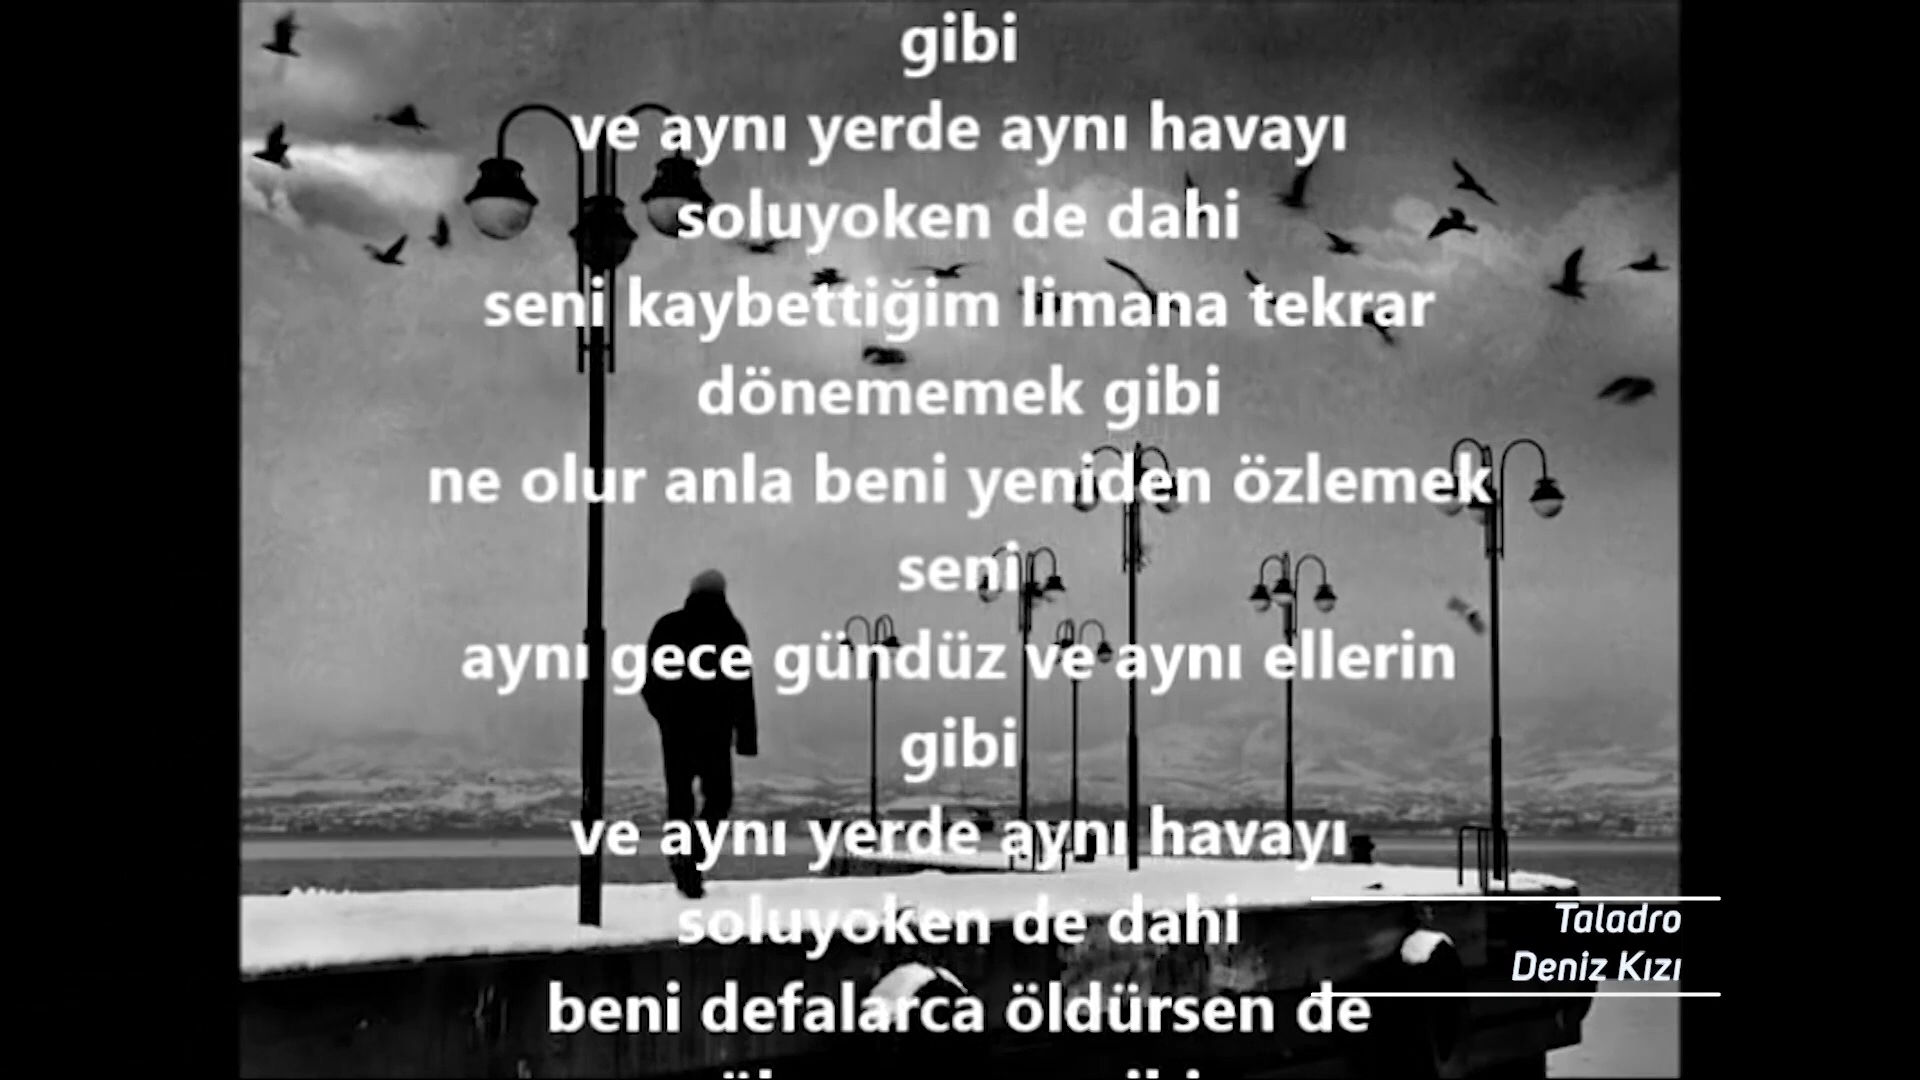 gibi
ve aynı yerde aynı havayı
soluyoken de dahi
seni kaybettiğim limana tekrar
dönememek gibi
ne olur anla beni yeniden özlemek
seni
aynı gece gündüz ve aynı ellerin
gibi
ve aynı yerde aynı havayı
soluyoken de dahi
beni defalarca öldürsen de
Taladro
Deniz Kızı